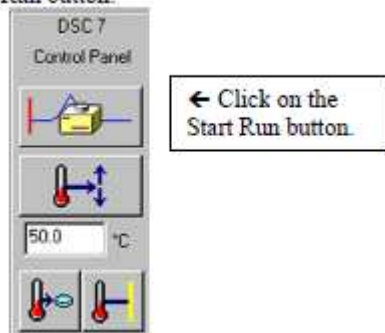 Run button.
DSC 7
Control Panel
← Click on the
Start Run button.
50.0 °C